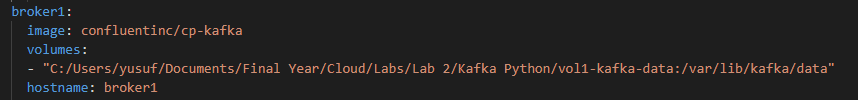 broker1:
image: confluentinc/cp-kafka
volumes:
- "C:/Users/yusuf/Documents/Final Year/Cloud/Labs/Lab 2/Kafka Python/vol1-kafka-data:/var/lib/kafka/data"
hostname: broker1